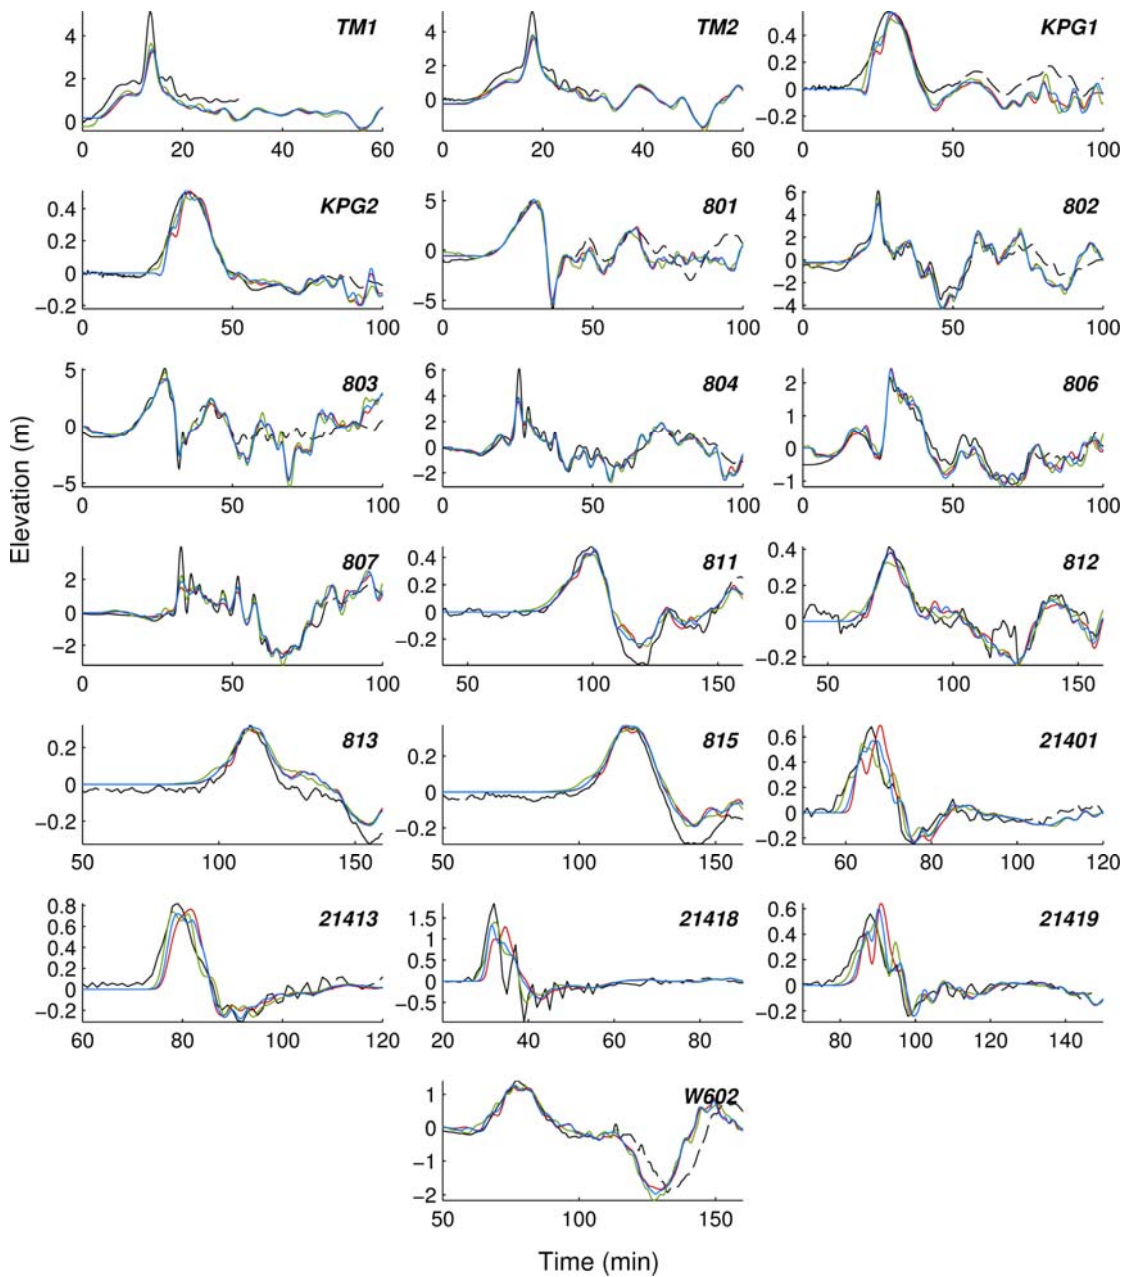 TM1 TM2 KPG1
4 2 0
4 2 0
0.4 0.2 0 −0.2
0 20 40 60 0 20 40 60 0 50 100
KPG2 801 802
0.4 0.2 0 −0.2
5 0 −5
6 4 2 0 −2 −4
0 50 100 0 50 100 0 50 100
803 804 806
5 0 −5
6 4 2 0 −2
2 1 0 −1
0 50 100 0 50 100 0 50 100
Elevation (m)
807 811 812
2 0 −2
0.4 0.2 0 −0.2
0.4 0.2 0 −0.2
0 50 100 50 100 150 50 100 150
813 815 21401
0.2 0 −0.2
0.2 0 −0.2
0.6 0.4 0.2 0 −0.2
50 100 150 50 100 150 60 80 100 120
21413 21418 21419
0.8 0.6 0.4 0.2 0 −0.2
1.5 1 0.5 0 −0.5
0.6 0.4 0.2 0 −0.2
60 80 100 120 20 40 60 80 80 100 120 140
W602
1 0 −1 −2
50 100 150
Time (min)